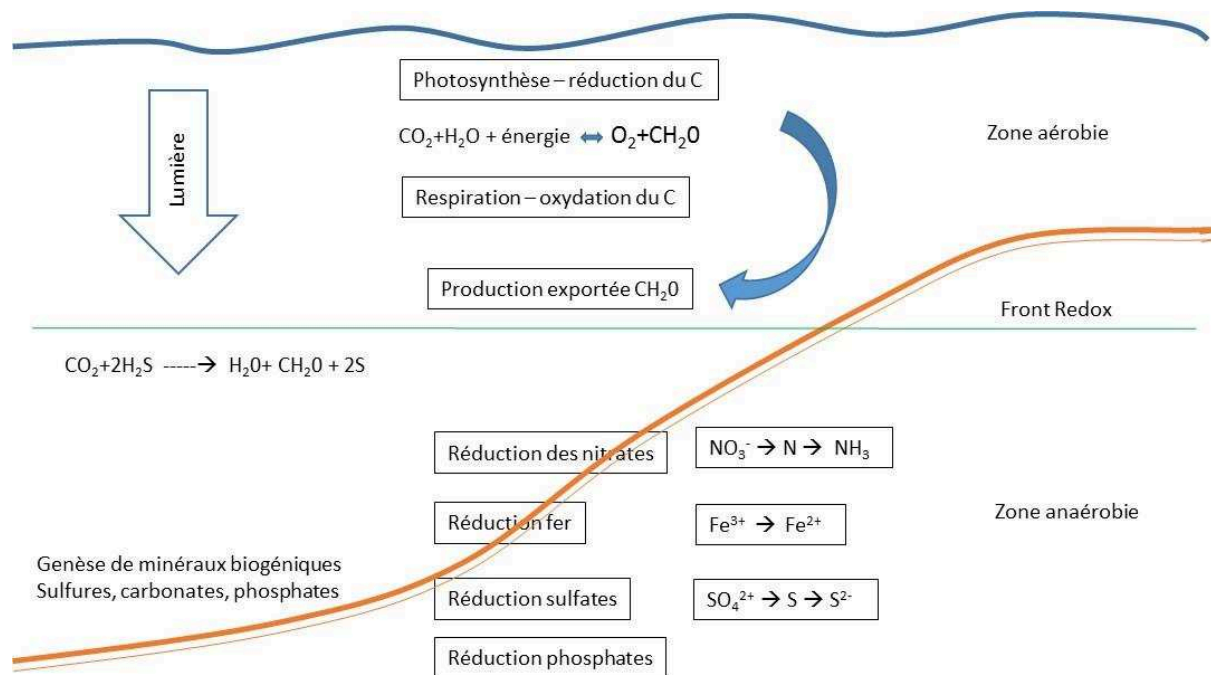 Photosynthèse – réduction du C
Lumière
CO₂+H₂O + énergie ⬌ O₂+CH₂0
Zone aérobie
Respiration – oxydation du C
Production exportée CH₂0
Front Redox
CO₂+2H₂S -----→ H₂0+ CH₂0 + 2S
Réduction des nitrates
NO₃⁻ → N → NH₃
Réduction fer
Fe³⁺ → Fe²⁺
Zone anaérobie
Genèse de minéraux biogéniques
Sulfures, carbonates, phosphates
Réduction sulfates
SO₄²⁺ → S → S²⁻
Réduction phosphates